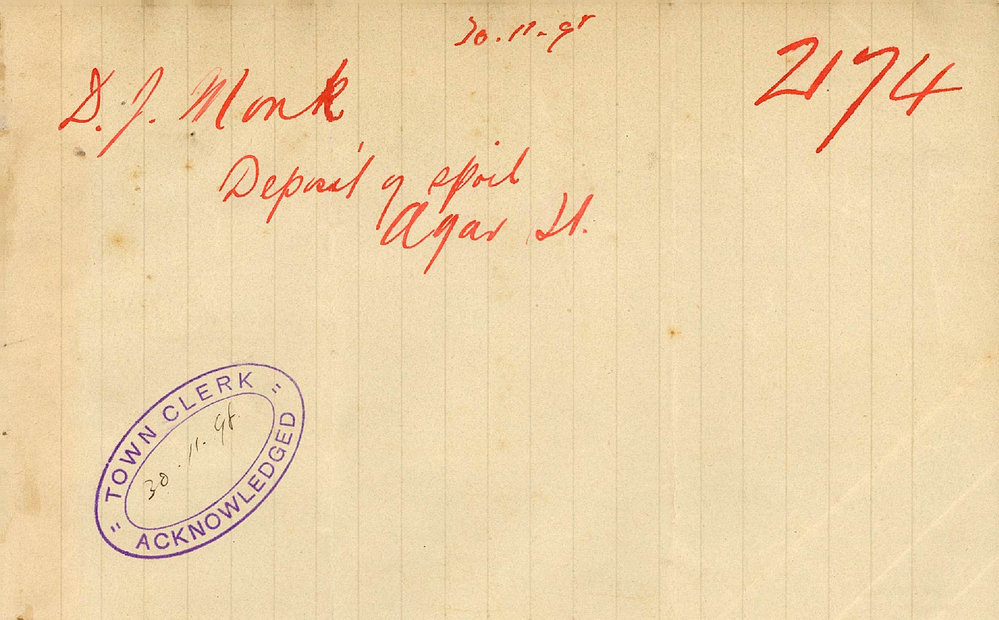 30.11.98
2174
D. J. Monk
Deposit of spoil
Agar St.
" TOWN CLERK "
30.11.98.
ACKNOWLEDGED